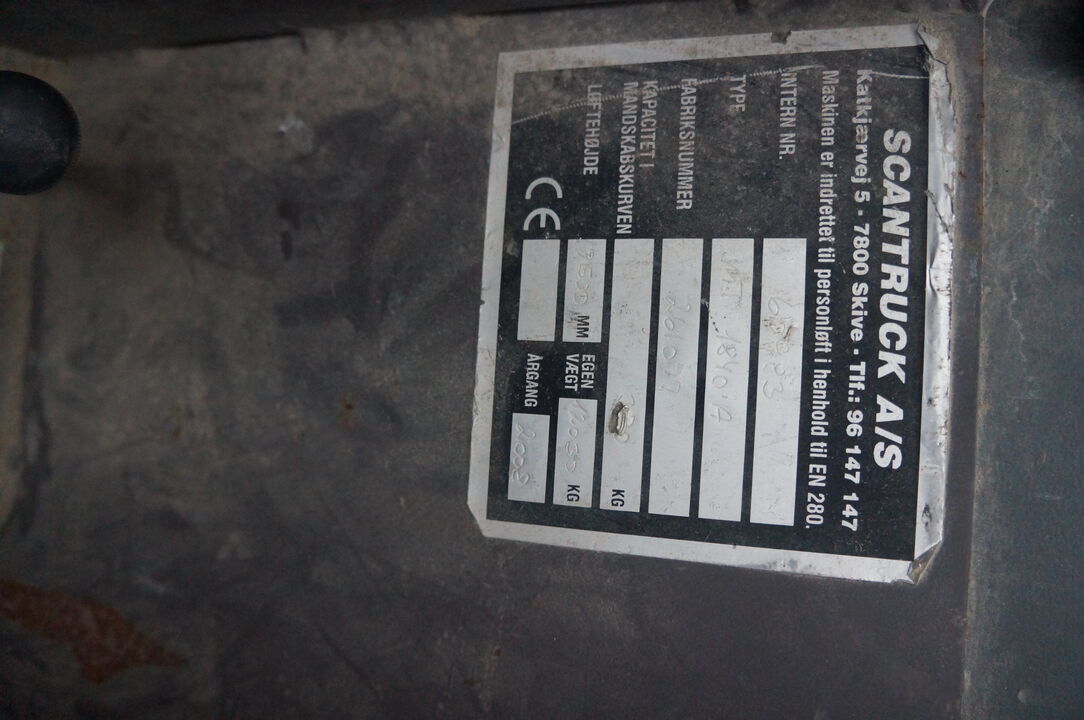 SCANTRUCK A/S
Katkjærvej 5 - 7800 Skive - Tlf.: 96 147 147
Maskinen er indrettet til personløft i henhold til EN 280.
INTERN NR.
TYPE 1840 A
FABRIKSNUMMER
KAPACITET I
MANDSKABSKURVEN KG
LØFTEHØJDE MM EGEN VÆGT KG
CE ÅRGANG